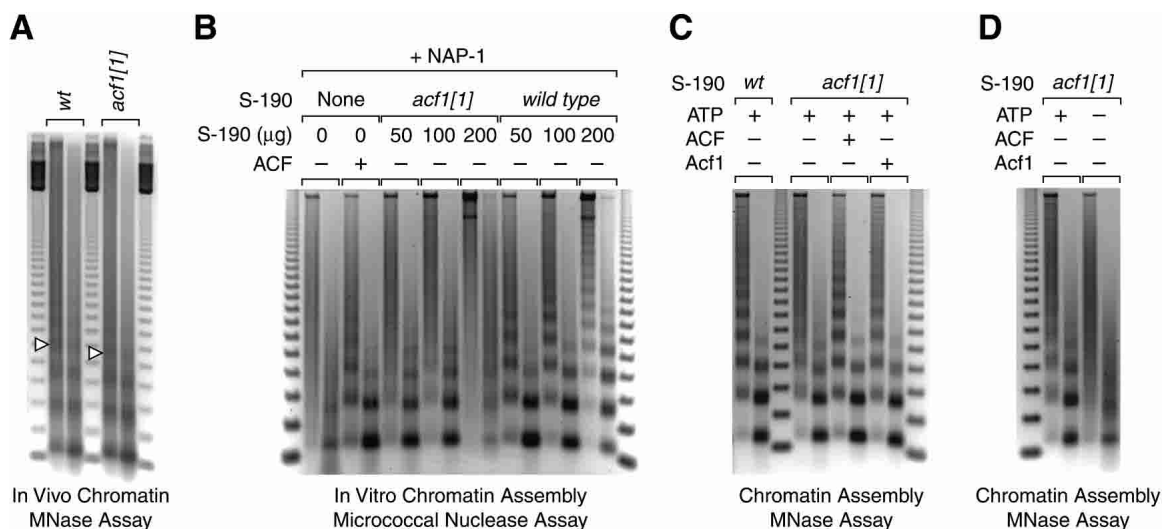 A
wt
acf1[1]
In Vivo Chromatin
MNase Assay
B
+ NAP-1
S-190 None acf1[1] wild type
S-190 (µg) 0 0 50 100 200 50 100 200
ACF – + – – – – – –
In Vitro Chromatin Assembly
Micrococcal Nuclease Assay
C
S-190 wt acf1[1]
ATP + + + +
ACF – – + –
Acf1 – – – +
Chromatin Assembly
MNase Assay
D
S-190 acf1[1]
ATP + –
ACF – –
Acf1 – –
Chromatin Assembly
MNase Assay